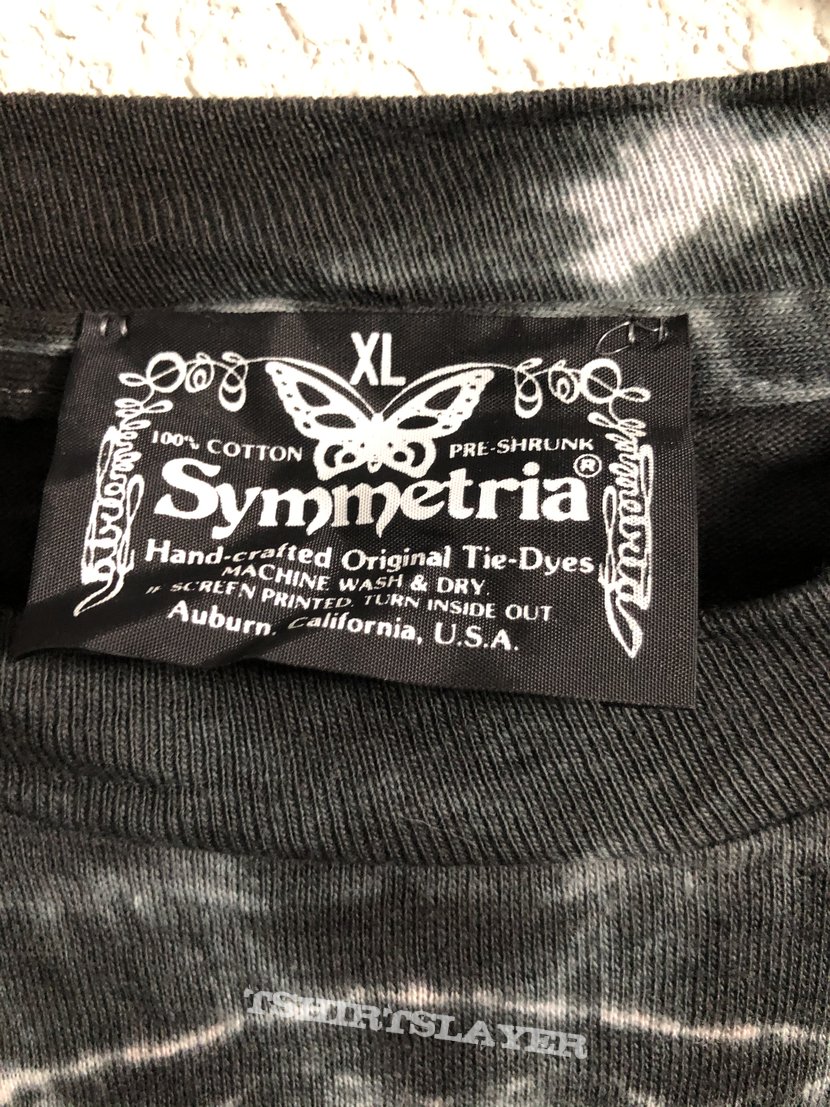 XL
100% COTTON PRE-SHRUNK
Symmetria®
Hand-crafted Original Tie-Dyes
MACHINE WASH & DRY.
IF SCREEN PRINTED, TURN INSIDE OUT
Auburn, California, U.S.A.
Symmetria
TSHIRTSLAYER